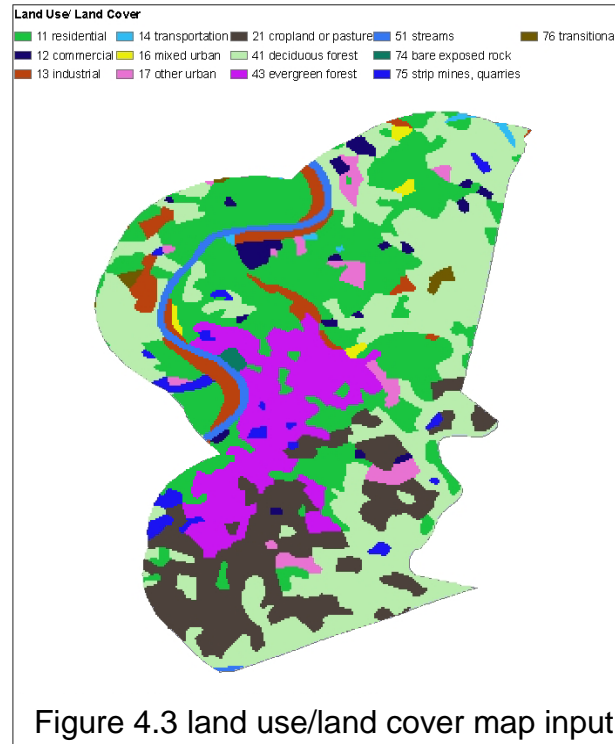 Land Use/ Land Cover
11 residential 14 transportation 21 cropland or pasture 51 streams 76 transitiona
12 commercial 16 mixed urban 41 deciduous forest 74 bare exposed rock
13 industrial 17 other urban 43 evergreen forest 75 strip mines, quarries
Figure 4.3 land use/land cover map input